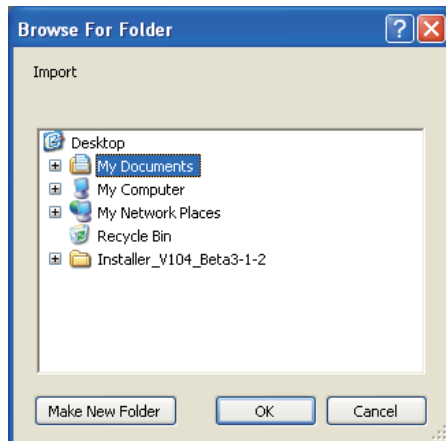 Browse For Folder
Import
Desktop
My Documents
My Computer
My Network Places
Recycle Bin
Installer_V104_Beta3-1-2
Make New Folder OK Cancel